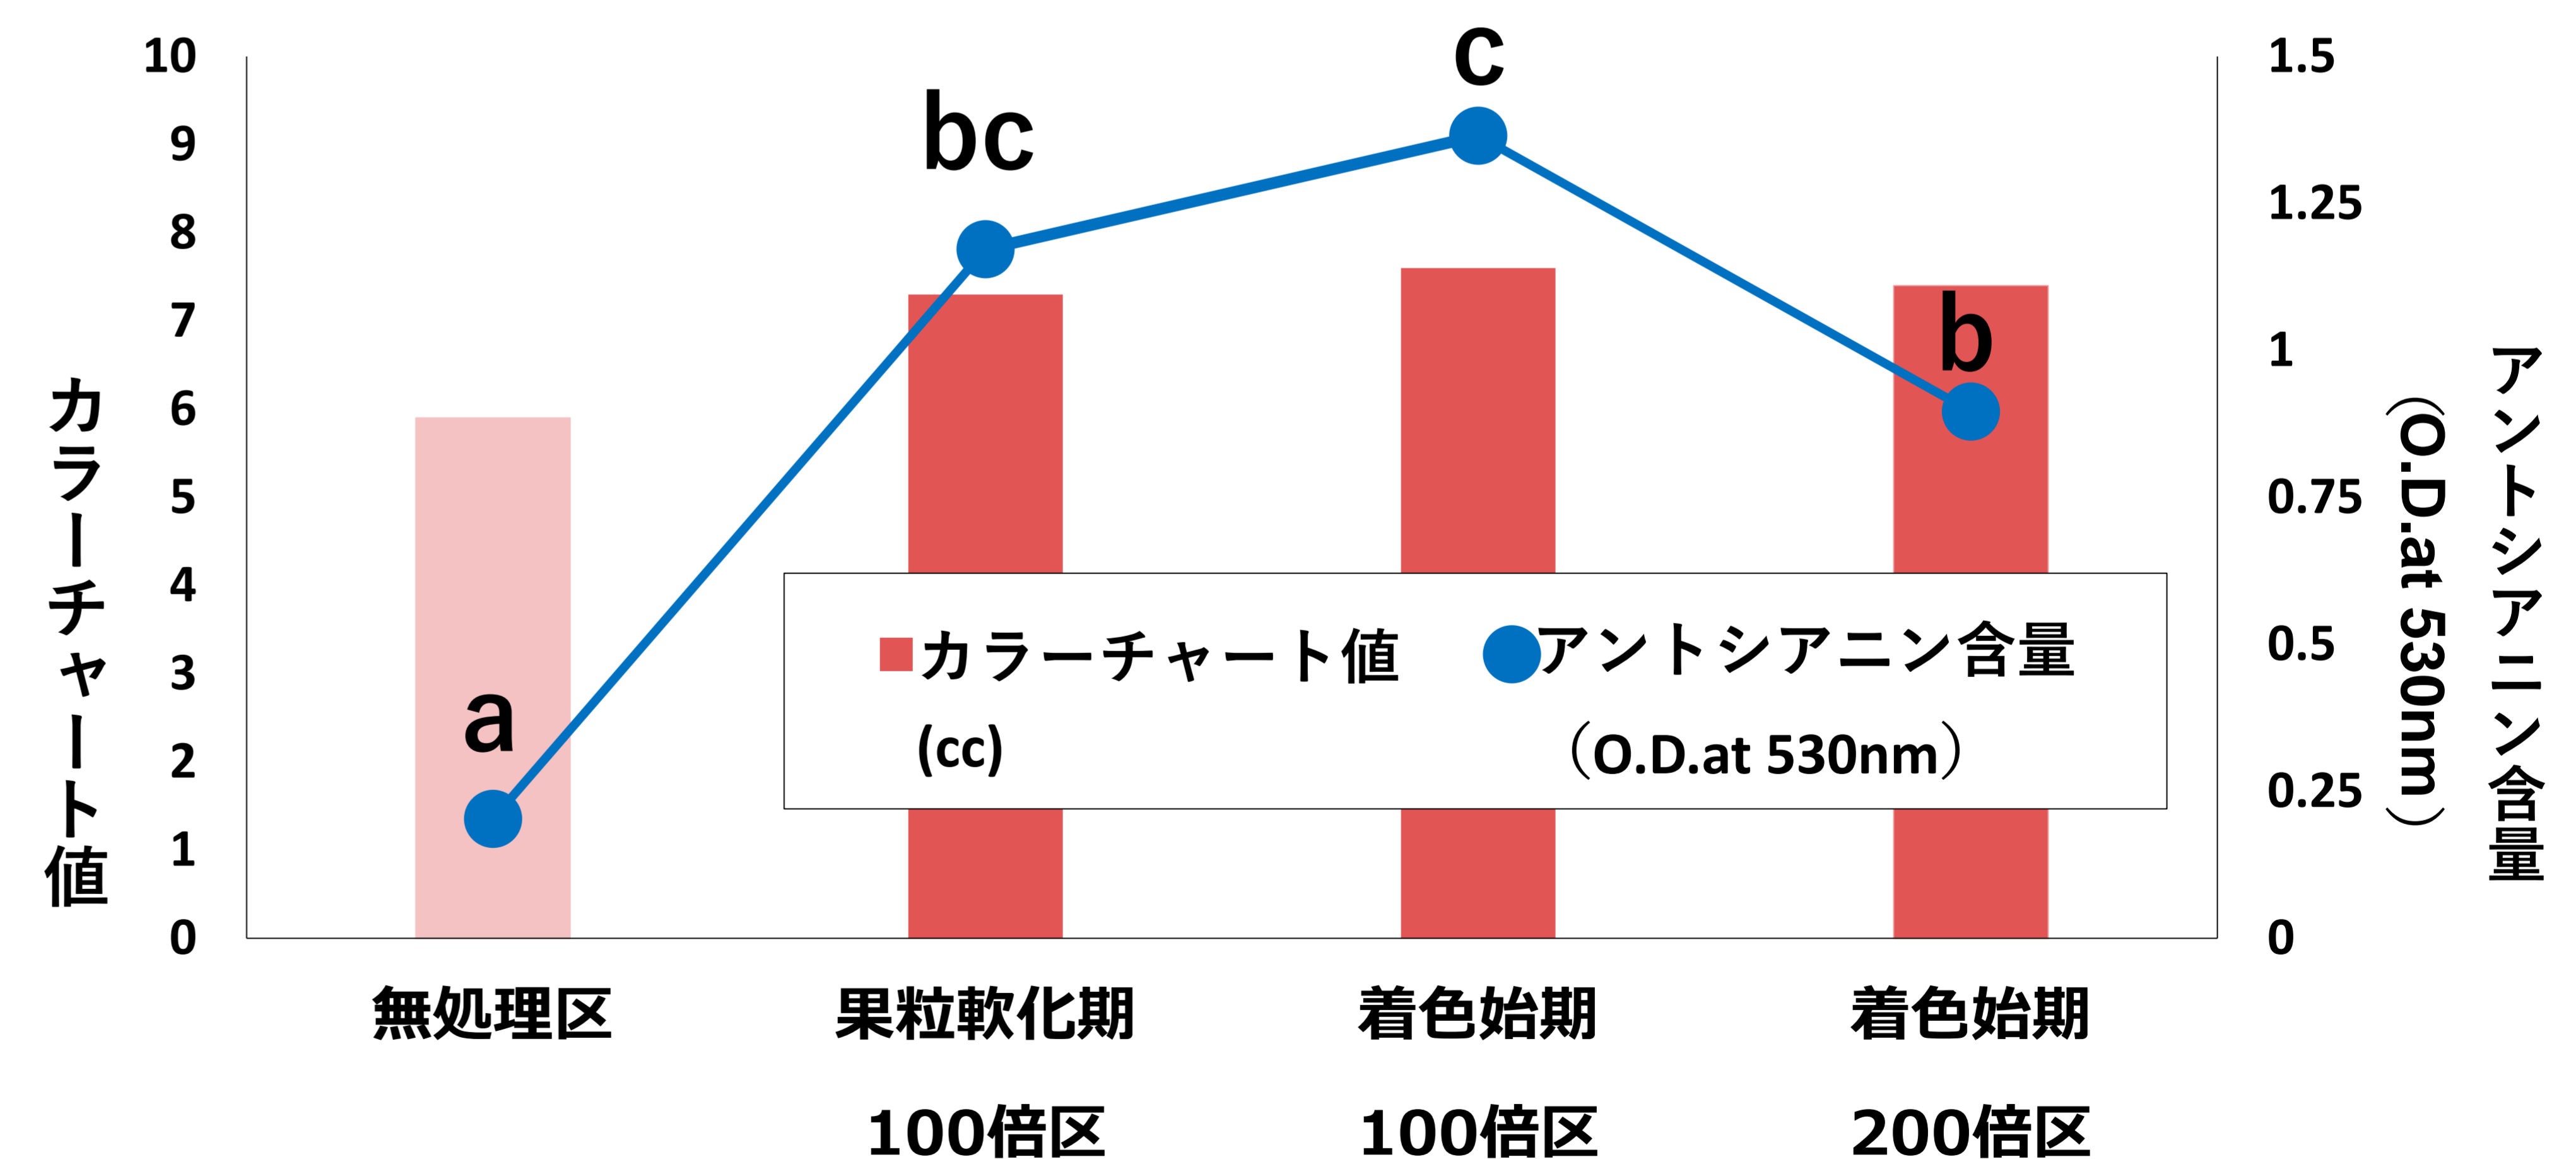 カラーチャート値
10
9
8
7
6
5
4
3
2
1
0
a
bc
c
b
カラーチャート値
(cc)
アントシアニン含量
（O.D.at 530nm）
1.5
1.25
1
0.75
0.5
0.25
0
アントシアニン含量
（O.D.at 530nm）
無処理区
果粒軟化期
100倍区
着色始期
100倍区
着色始期
200倍区